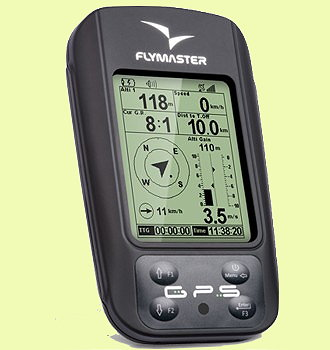 FLYMASTER
Alti 1 Speed
118m 0km/h
Cur G.R. Dist to T.Off
8:1 10.0km
Alti Gain
110m
N E
W S
11 km/h
3.5m/s
TTG 00:00:00 Time 11:38-20
F1 Menu
GPS
F2 Enter
F3